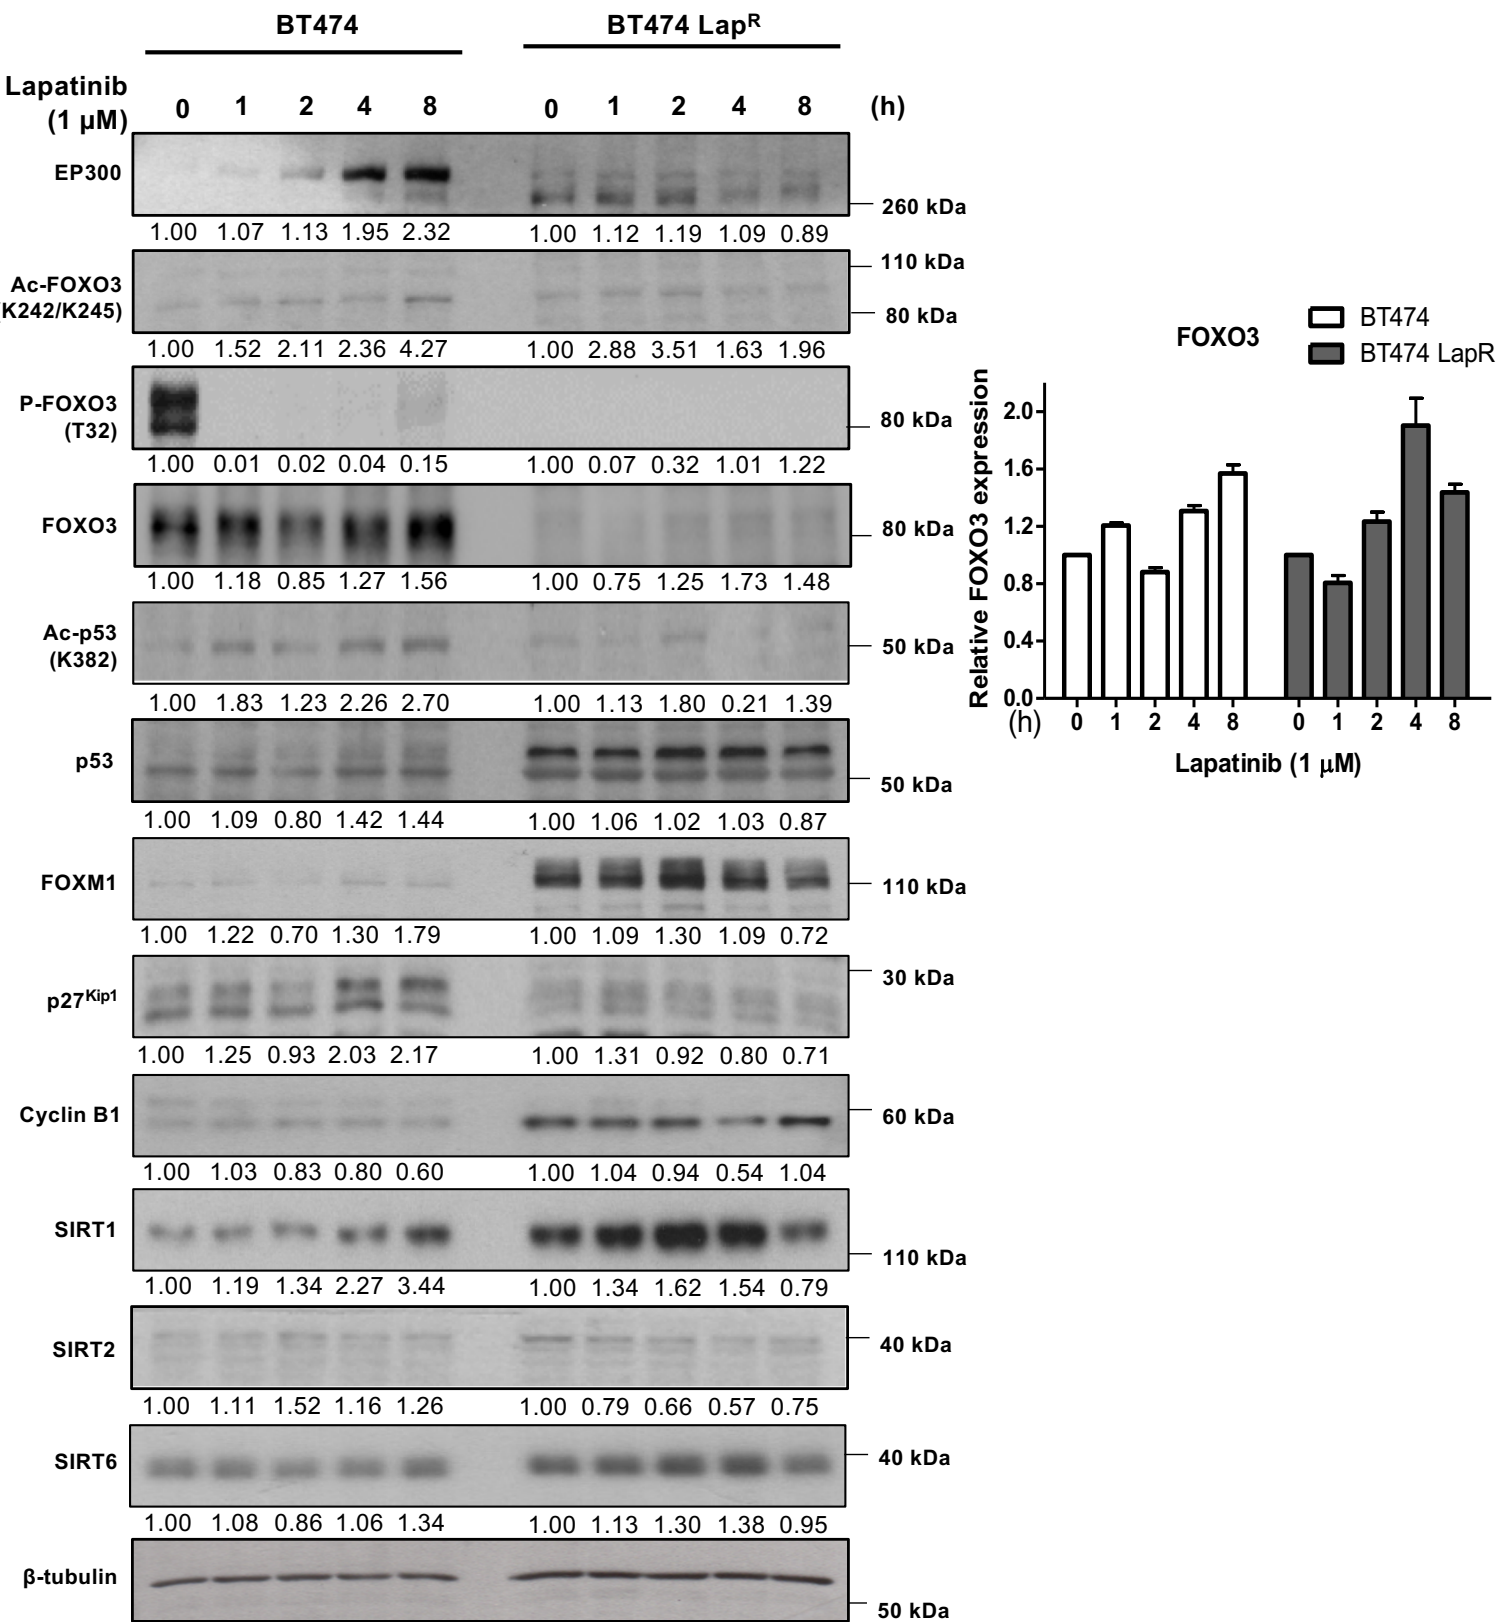 BT474 BT474 LapR
Lapatinib
(1 μM)
0 1 2 4 8 0 1 2 4 8 (h)
EP300
260 kDa
1.00 1.07 1.13 1.95 2.32 1.00 1.12 1.19 1.09 0.89
110 kDa
Ac-FOXO3
(K242/K245)
80 kDa
1.00 1.52 2.11 2.36 4.27 1.00 2.88 3.51 1.63 1.96
P-FOXO3
(T32)
80 kDa
1.00 0.01 0.02 0.04 0.15 1.00 0.07 0.32 1.01 1.22
FOXO3
80 kDa
1.00 1.18 0.85 1.27 1.56 1.00 0.75 1.25 1.73 1.48
Ac-p53
(K382)
50 kDa
1.00 1.83 1.23 2.26 2.70 1.00 1.13 1.80 0.21 1.39
p53
50 kDa
1.00 1.09 0.80 1.42 1.44 1.00 1.06 1.02 1.03 0.87
FOXM1
110 kDa
1.00 1.22 0.70 1.30 1.79 1.00 1.09 1.30 1.09 0.72
30 kDa
p27Kip1
1.00 1.25 0.93 2.03 2.17 1.00 1.31 0.92 0.80 0.71
Cyclin B1
60 kDa
1.00 1.03 0.83 0.80 0.60 1.00 1.04 0.94 0.54 1.04
SIRT1
110 kDa
1.00 1.19 1.34 2.27 3.44 1.00 1.34 1.62 1.54 0.79
SIRT2
40 kDa
1.00 1.11 1.52 1.16 1.26 1.00 0.79 0.66 0.57 0.75
SIRT6
40 kDa
1.00 1.08 0.86 1.06 1.34 1.00 1.13 1.30 1.38 0.95
β-tubulin
50 kDa
FOXO3
BT474
BT474 LapR
Relative FOXO3 expression
2.0
1.6
1.2
0.8
0.4
0.0
(h) 0 1 2 4 8 0 1 2 4 8
Lapatinib (1 μM)